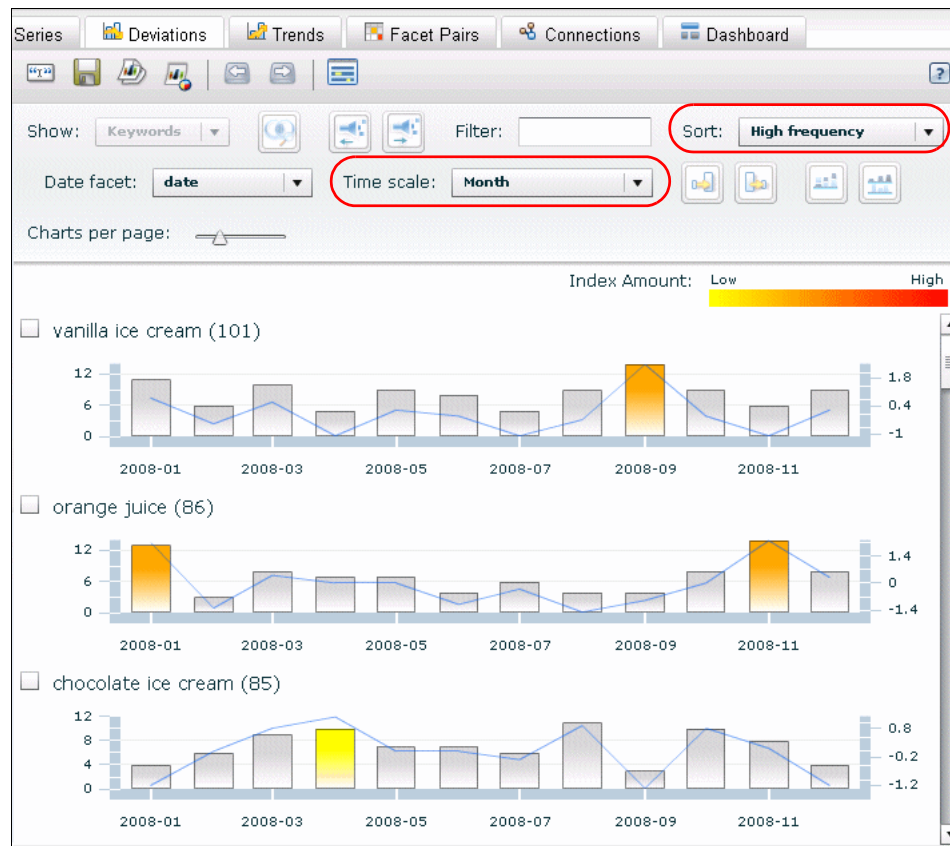 Series Deviations Trends Facet Pairs Connections Dashboard
?
Show: Keywords Filter: Sort: High frequency
Date facet: date Time scale: Month
Charts per page:
Index Amount: Low High
vanilla ice cream (101)
12 1.8
6 0.4
0 -1
2008-01 2008-03 2008-05 2008-07 2008-09 2008-11
orange juice (86)
12 1.4
6 0
0 -1.4
2008-01 2008-03 2008-05 2008-07 2008-09 2008-11
chocolate ice cream (85)
12 0.8
8 -0.2
4 -1.2
0
2008-01 2008-03 2008-05 2008-07 2008-09 2008-11